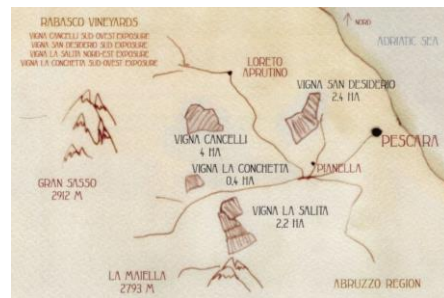 RABASCO VINEYARDS
VIGNA CANCELLI SUD-OVEST EXPOSURE
VIGNA SAN DESIDERIO SUD EXPOSURE
VIGNA LA SALITA NORD-EST EXPOSURE
VIGNA LA CONCHETTA SUD-OVEST EXPOSURE
NORD
ADRIATIC SEA
LORETO
APRUTINO
VIGNA SAN DESIDERIO
2.4 HA
PESCARA
VIGNA CANCELLI
4 HA
PIANELLA
VIGNA LA CONCHETTA
0.4 HA
GRAN SASSO
2912 M
VIGNA LA SALITA
2.2 HA
LA MAIELLA
2793 M
ABRUZZO REGION